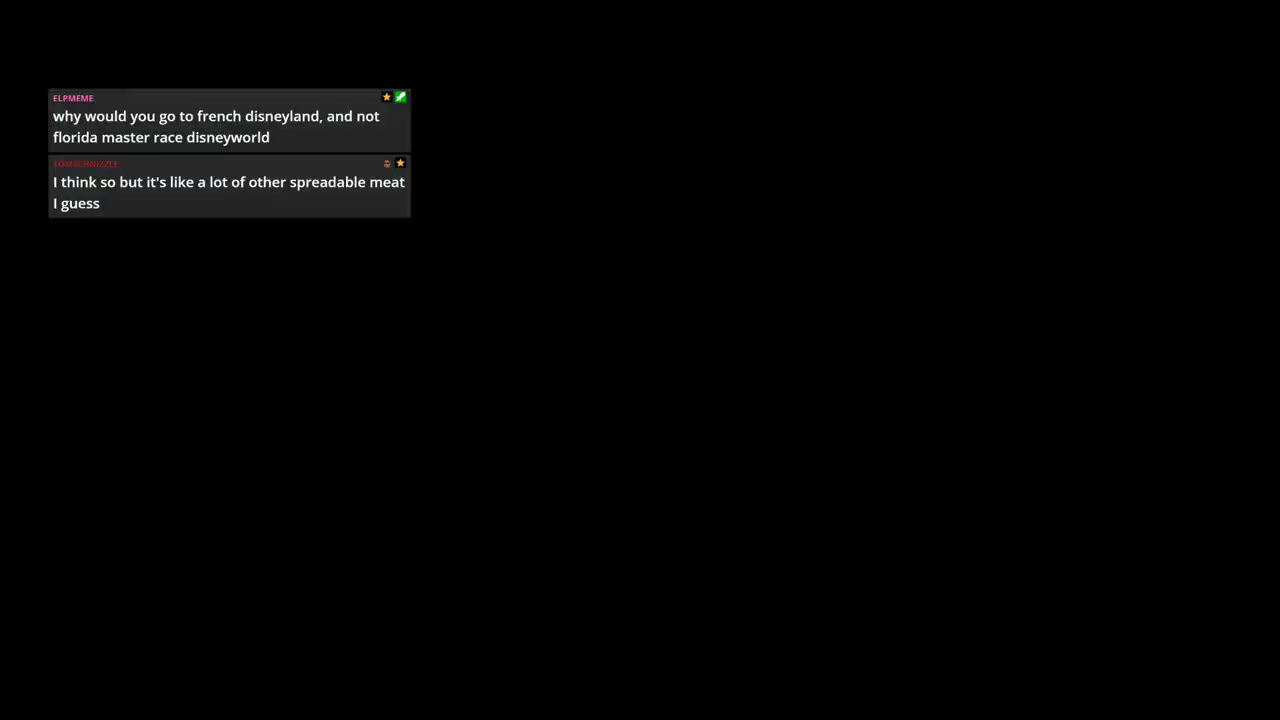 ELPMEME
why would you go to french disneyland, and not
florida master race disneyworld
TOMSCHNIZZLE
I think so but it's like a lot of other spreadable meat
I guess